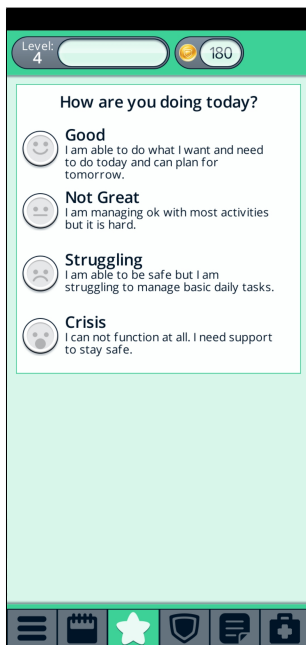 Level:
4
180
How are you doing today?
Good
I am able to do what I want and need
to do today and can plan for
tomorrow.
Not Great
I am managing ok with most activities
but it is hard.
Struggling
I am able to be safe but I am
struggling to manage basic daily tasks.
Crisis
I can not function at all. I need support
to stay safe.